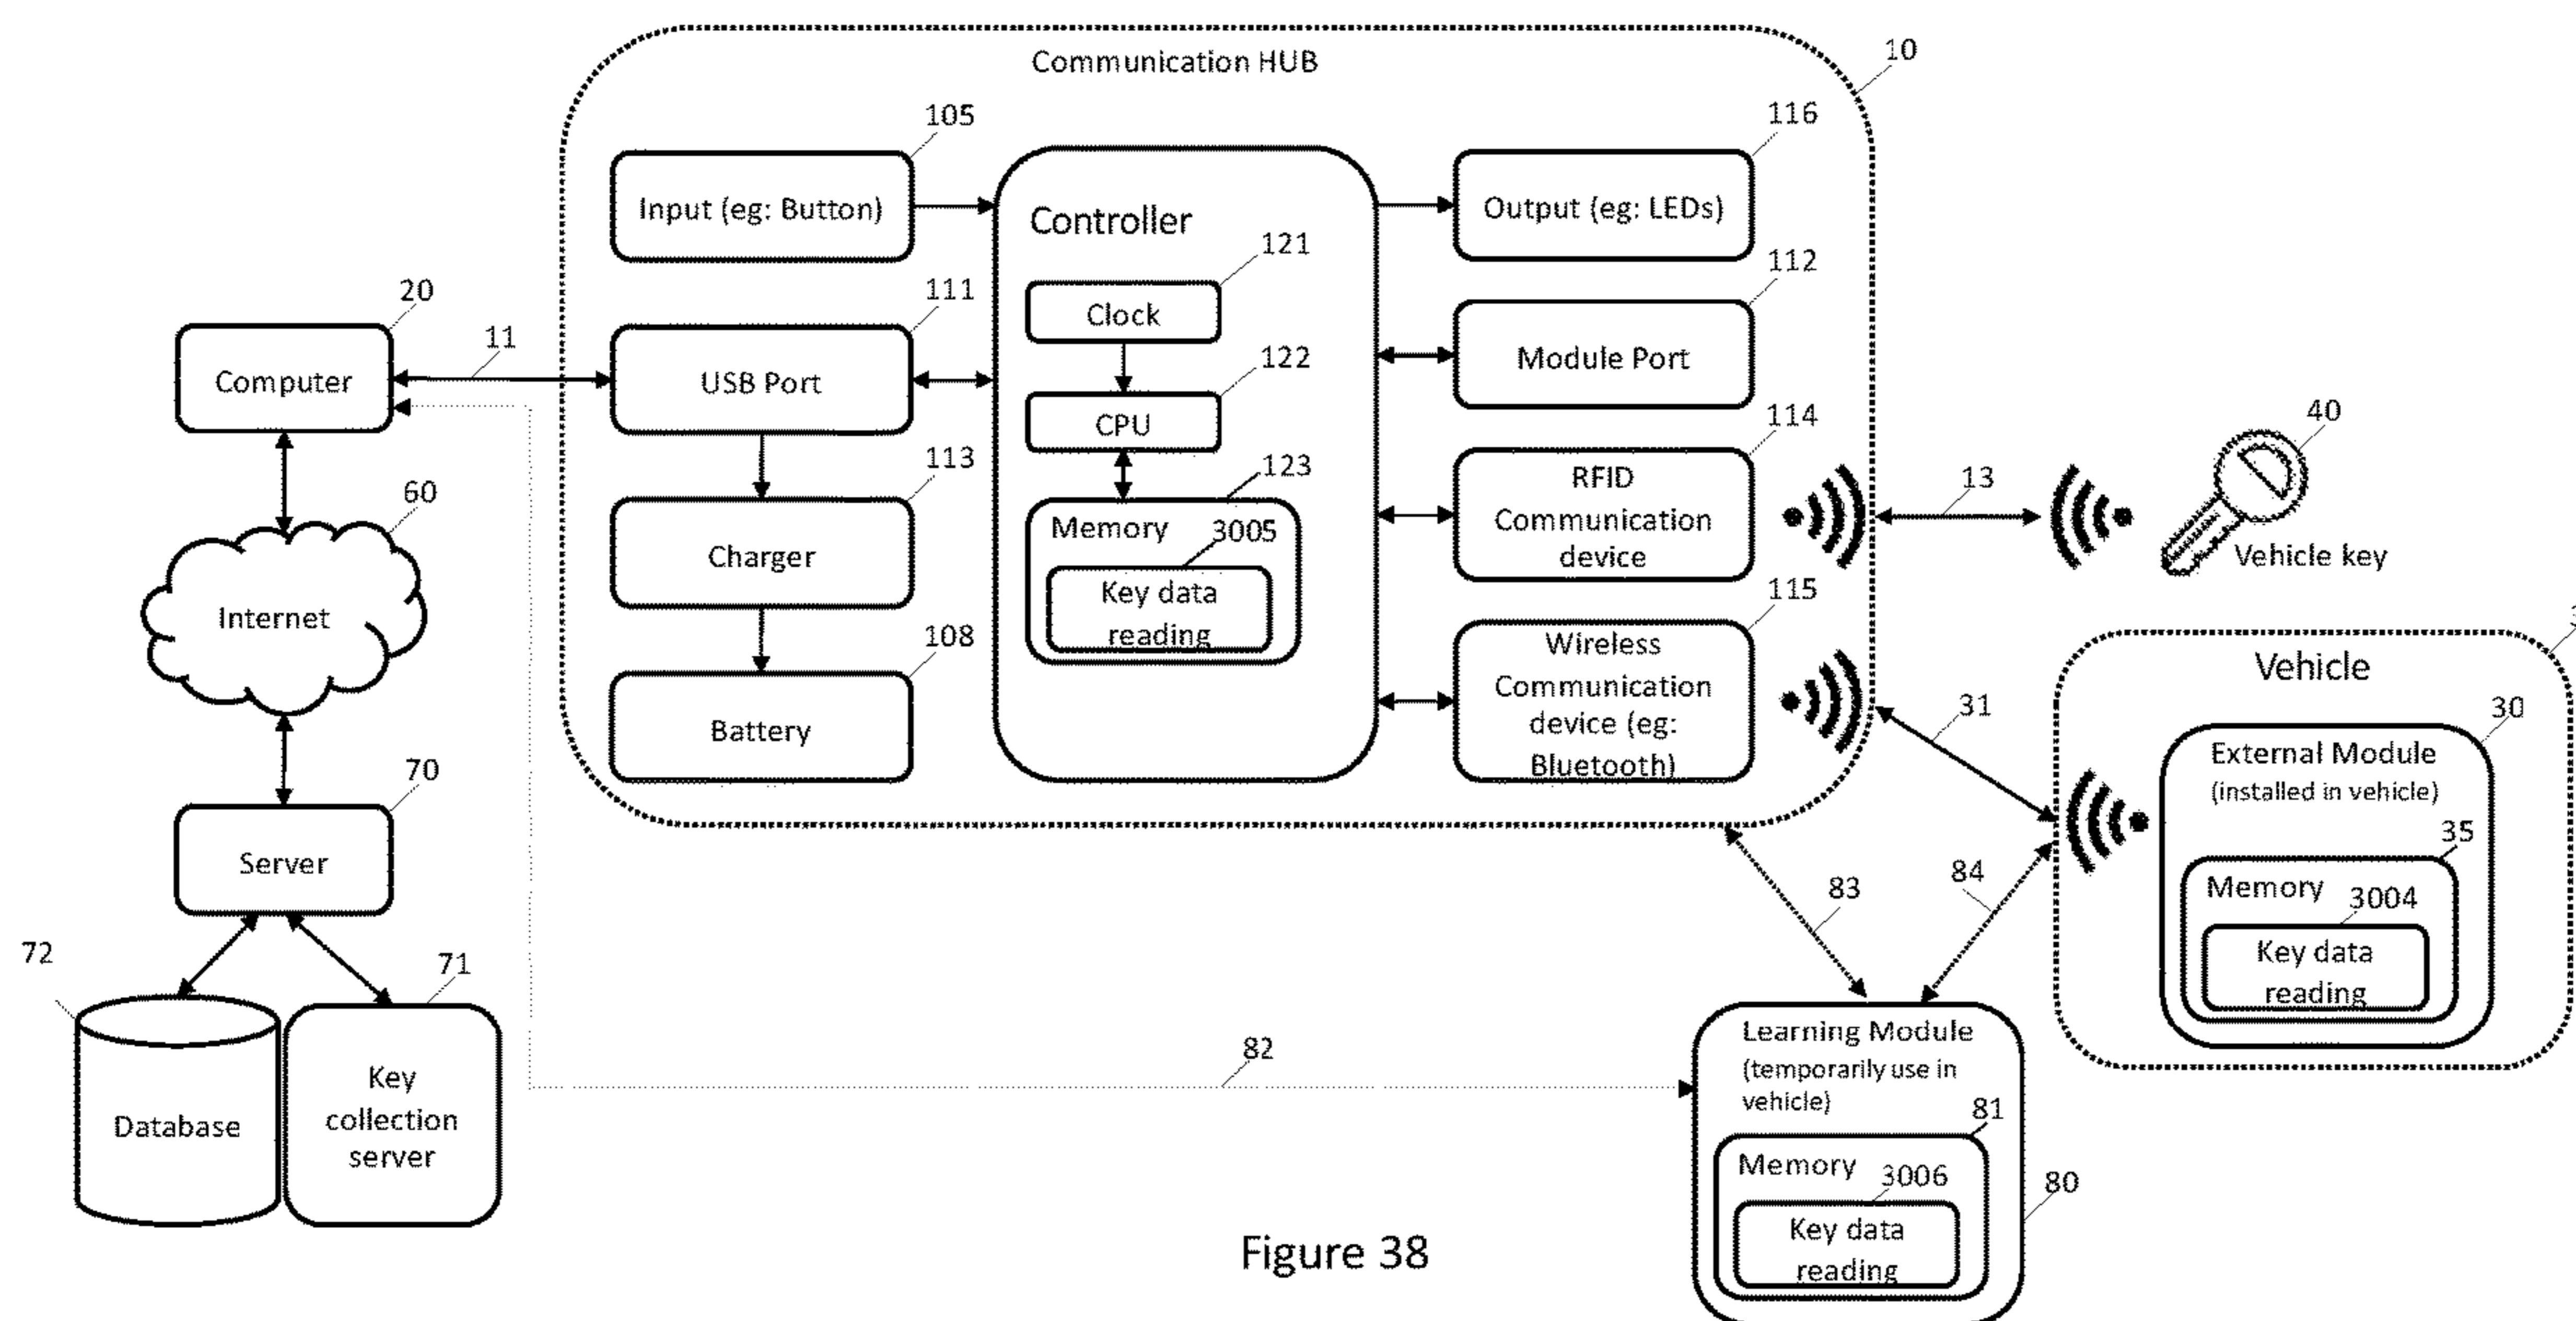 Communication HUB
10
105
Input (eg: Button)
116
Output (eg: LEDs)
Controller
121
Clock
122
CPU
123
Memory
3005
Key data
reading
20
Computer
11
111
USB Port
112
Module Port
113
Charger
114
RFID
Communication
device
13
40
Vehicle key
60
Internet
108
Battery
115
Wireless
Communication
device (eg:
Bluetooth)
31
Vehicle
30
External Module
(installed in vehicle)
35
Memory
3004
Key data
reading
70
Server
72
Database
71
Key
collection
server
82
83
84
Learning Module
(temporarily use in
vehicle)
81
Memory
3006
Key data
reading
80
Figure 38